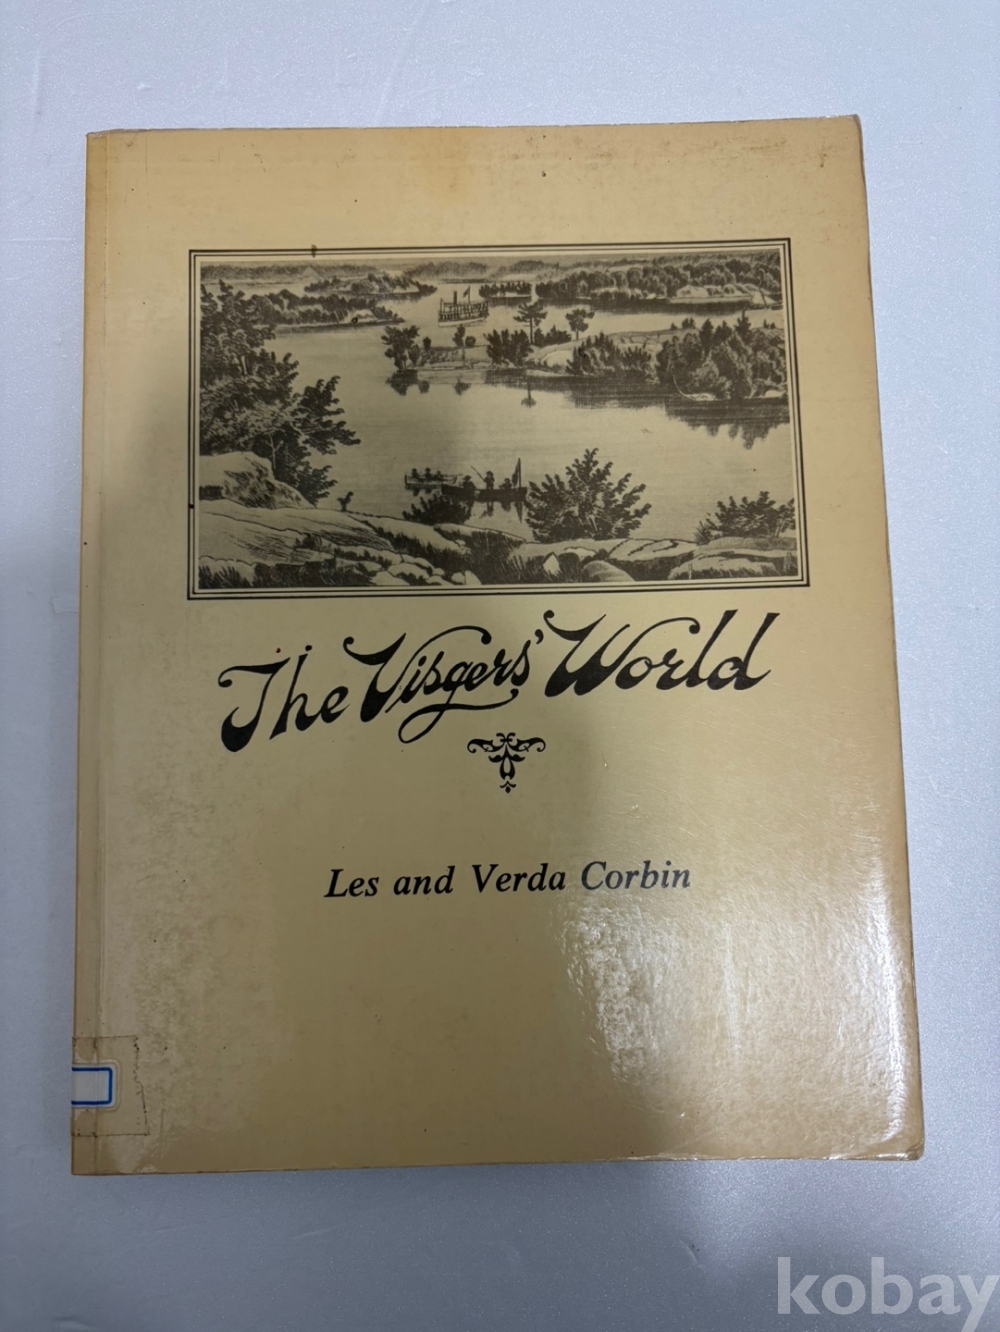 The Visgers' World
Les and Verda Corbin
kobay